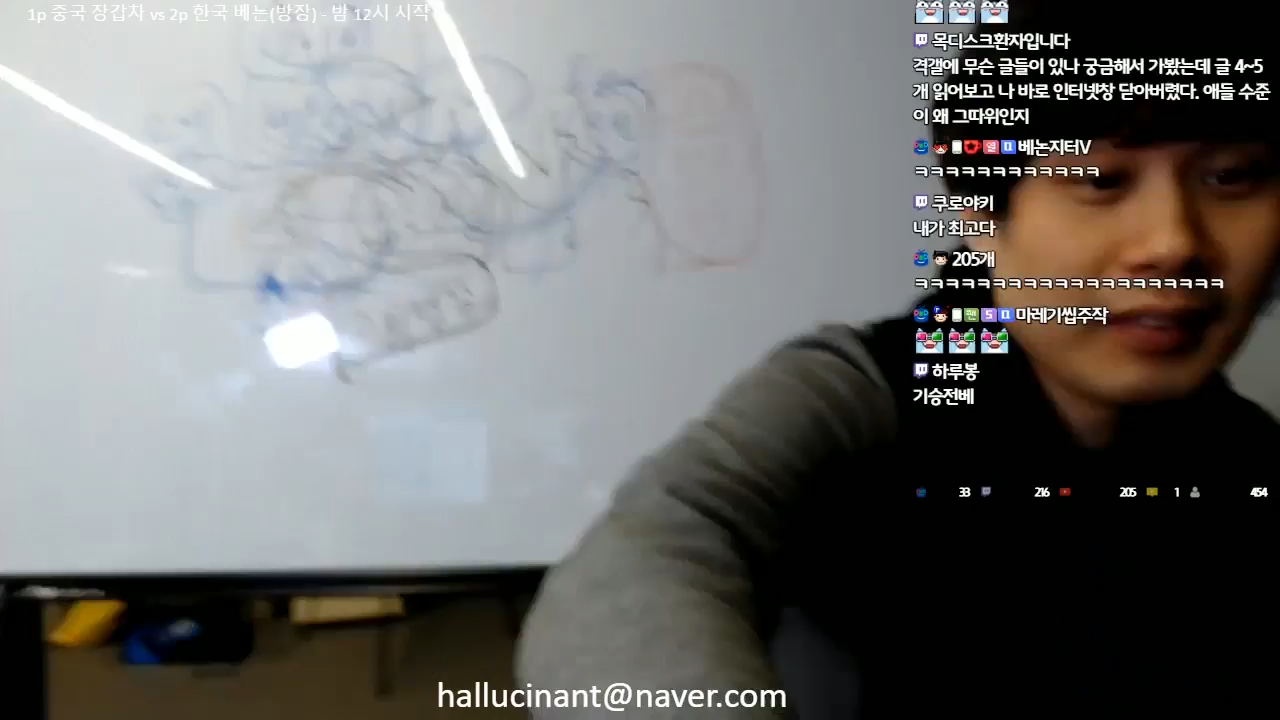 1p 중국 장갑차 vs 2p 한국 베는(방장) - 밤 12시 시작
목디스크환자입니다
격갤에 무슨 글들이 있나 궁금해서 가봤는데 글 4~5
개 읽어보고 나 바로 인터넷창 닫아버렸다. 애들 수준
이 왜 그따위인지
베논지터V
ㅋㅋㅋㅋㅋㅋㅋㅋㅋㅋㅋㅋ
쿠로야키
내가 최고다
205개
ㅋㅋㅋㅋㅋㅋㅋㅋㅋㅋㅋㅋㅋㅋㅋㅋㅋㅋㅋㅋ
마레기씹주작
하루봉
기승전베
33 216 205 1 454
hallucinant@naver.com